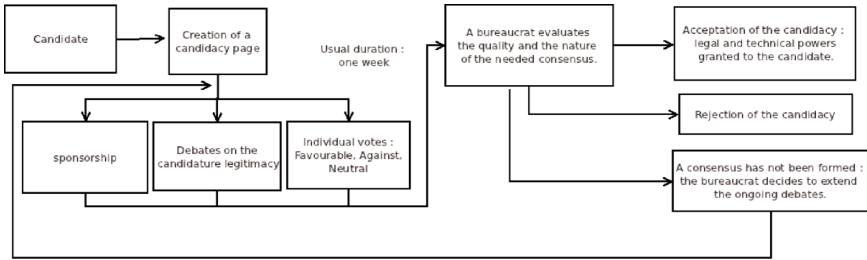 Candidate
Creation of a
candidacy page
Usual duration :
one week
sponsorship
Debates on the
candidature legitimacy
Individual votes :
Favourable, Against,
Neutral
A bureaucrat evaluates
the quality and the nature
of the needed consensus.
Acceptation of the candidacy :
legal and technical powers
granted to the candidate.
Rejection of the candidacy
A consensus has not been formed :
the bureaucrat decides to extend
the ongoing debates.